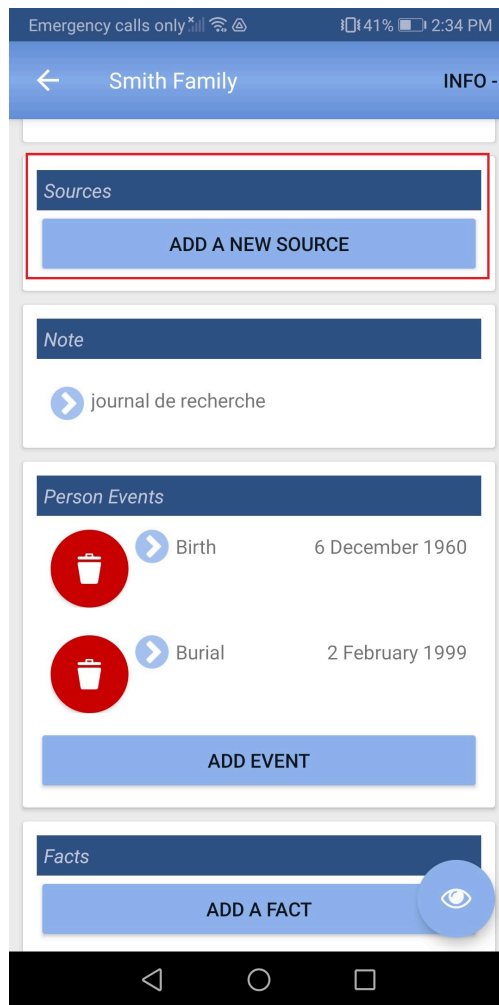 Emergency calls only 41% 2:34 PM
Smith Family INFO -
Sources
ADD A NEW SOURCE
Note
journal de recherche
Person Events
Birth 6 December 1960
Burial 2 February 1999
ADD EVENT
Facts
ADD A FACT